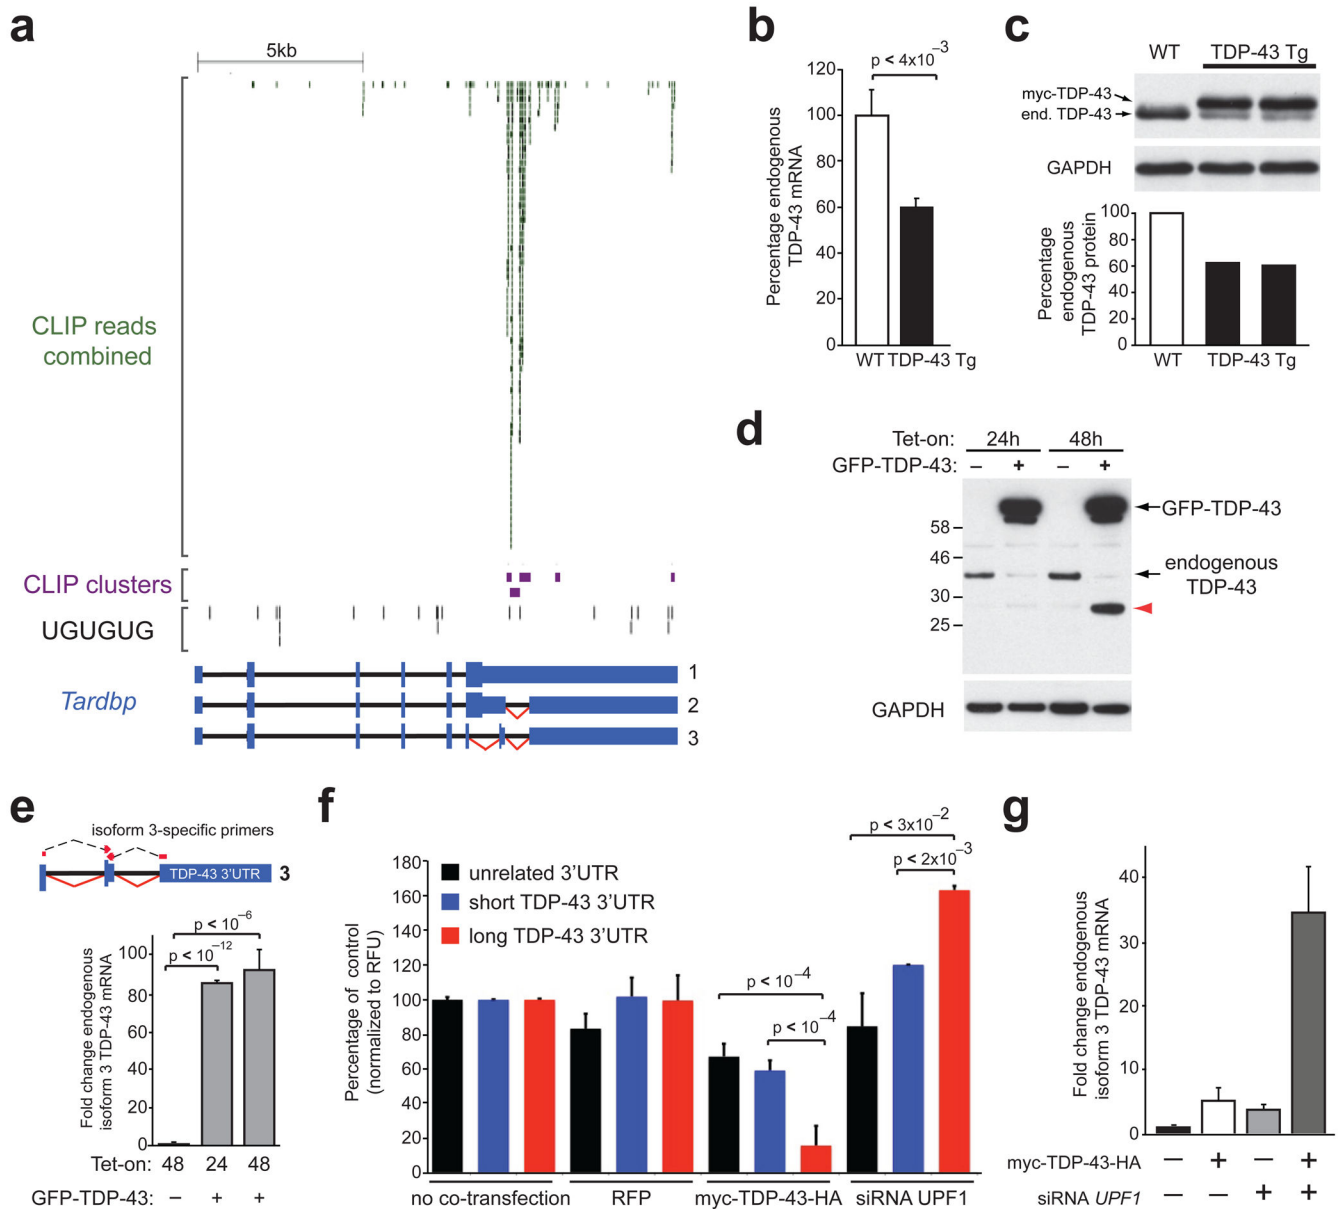 a
5kb
CLIP reads
combined
CLIP clusters
UGUGUG
Tardbp
1
2
3
b
p < 4x10⁻³
120
100
80
60
40
20
0
Percentage endogenous
TDP-43 mRNA
WT TDP-43 Tg
c
WT TDP-43 Tg
myc-TDP-43
end. TDP-43
GAPDH
100
80
60
40
20
0
Percentage
endogenous
TDP-43 protein
WT TDP-43 Tg
d
Tet-on: 24h 48h
GFP-TDP-43: – + – +
58
46
30
25
GFP-TDP-43
endogenous
TDP-43
GAPDH
e
isoform 3-specific primers
TDP-43 3'UTR 3
p < 10⁻⁶
p < 10⁻¹²
100
80
60
40
20
0
Fold change endogenous
isoform 3 TDP-43 mRNA
Tet-on: 48 24 48
GFP-TDP-43: – + +
f
180
160
140
120
100
80
60
40
20
0
Percentage of control
(normalized to RFU)
unrelated 3'UTR
short TDP-43 3'UTR
long TDP-43 3'UTR
p < 10⁻⁴
p < 10⁻⁴
p < 3x10⁻²
p < 2x10⁻³
no co-transfection RFP myc-TDP-43-HA siRNA UPF1
g
40
30
20
10
0
Fold change endogenous
isoform 3 TDP-43 mRNA
myc-TDP-43-HA — + — +
siRNA UPF1 — — + +